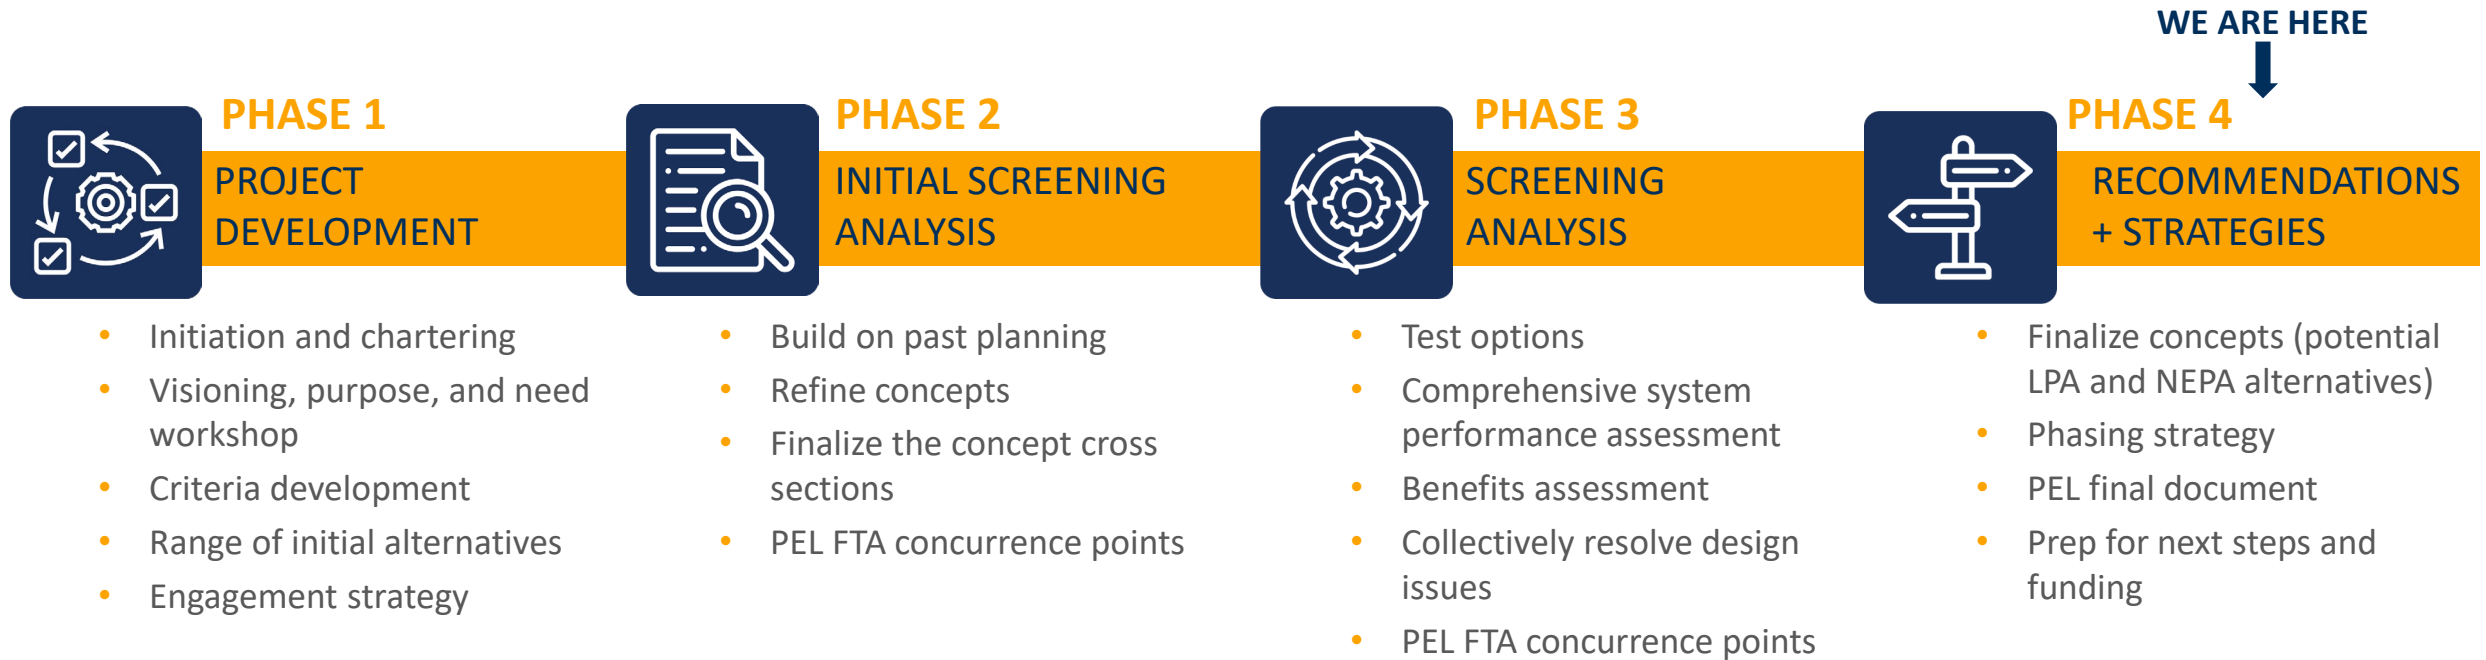 WE ARE HERE
PHASE 1
PROJECT
DEVELOPMENT
• Initiation and chartering
• Visioning, purpose, and need
workshop
• Criteria development
• Range of initial alternatives
• Engagement strategy
PHASE 2
INITIAL SCREENING
ANALYSIS
• Build on past planning
• Refine concepts
• Finalize the concept cross
sections
• PEL FTA concurrence points
PHASE 3
SCREENING
ANALYSIS
• Test options
• Comprehensive system
performance assessment
• Benefits assessment
• Collectively resolve design
issues
• PEL FTA concurrence points
PHASE 4
RECOMMENDATIONS
+ STRATEGIES
• Finalize concepts (potential
LPA and NEPA alternatives)
• Phasing strategy
• PEL final document
• Prep for next steps and
funding